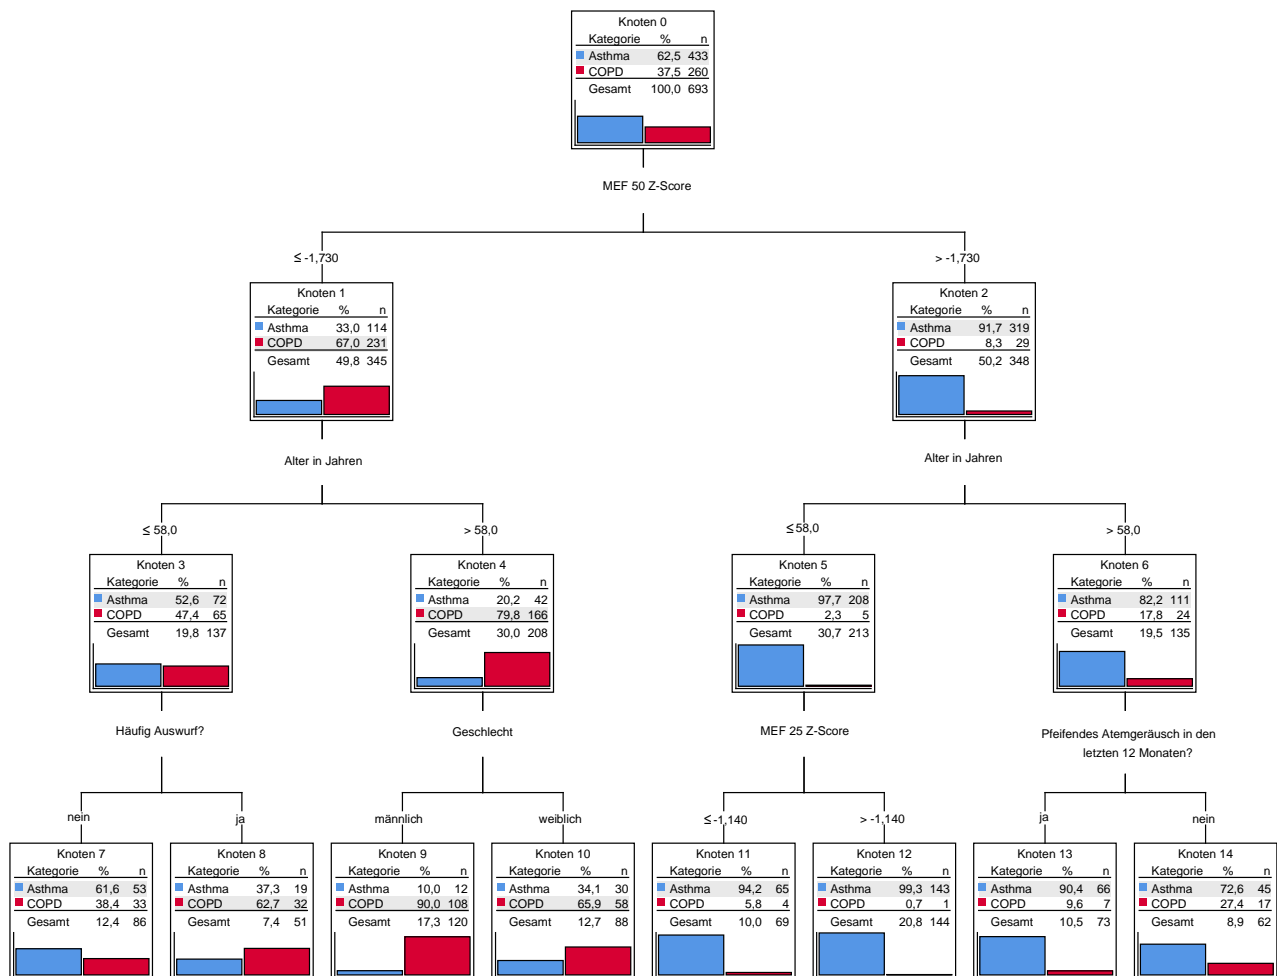 Knoten 0
Kategorie % n
Asthma 62,5 433
COPD 37,5 260
Gesamt 100,0 693
MEF 50 Z-Score
≤ -1,730
> -1,730
Knoten 1
Kategorie % n
Asthma 33,0 114
COPD 67,0 231
Gesamt 49,8 345
Knoten 2
Kategorie % n
Asthma 91,7 319
COPD 8,3 29
Gesamt 50,2 348
Alter in Jahren
Alter in Jahren
≤ 58,0
> 58,0
≤ 58,0
> 58,0
Knoten 3
Kategorie % n
Asthma 52,6 72
COPD 47,4 65
Gesamt 19,8 137
Knoten 4
Kategorie % n
Asthma 20,2 42
COPD 79,8 166
Gesamt 30,0 208
Knoten 5
Kategorie % n
Asthma 97,7 208
COPD 2,3 5
Gesamt 30,7 213
Knoten 6
Kategorie % n
Asthma 82,2 111
COPD 17,8 24
Gesamt 19,5 135
Häufig Auswurf?
Geschlecht
MEF 25 Z-Score
Pfeifendes Atemgeräusch in den
letzten 12 Monaten?
nein
ja
männlich
weiblich
≤ -1,140
> -1,140
ja
nein
Knoten 7
Kategorie % n
Asthma 61,6 53
COPD 38,4 33
Gesamt 12,4 86
Knoten 8
Kategorie % n
Asthma 37,3 19
COPD 62,7 32
Gesamt 7,4 51
Knoten 9
Kategorie % n
Asthma 10,0 12
COPD 90,0 108
Gesamt 17,3 120
Knoten 10
Kategorie % n
Asthma 34,1 30
COPD 65,9 58
Gesamt 12,7 88
Knoten 11
Kategorie % n
Asthma 94,2 65
COPD 5,8 4
Gesamt 10,0 69
Knoten 12
Kategorie % n
Asthma 99,3 143
COPD 0,7 1
Gesamt 20,8 144
Knoten 13
Kategorie % n
Asthma 90,4 66
COPD 9,6 7
Gesamt 10,5 73
Knoten 14
Kategorie % n
Asthma 72,6 45
COPD 27,4 17
Gesamt 8,9 62